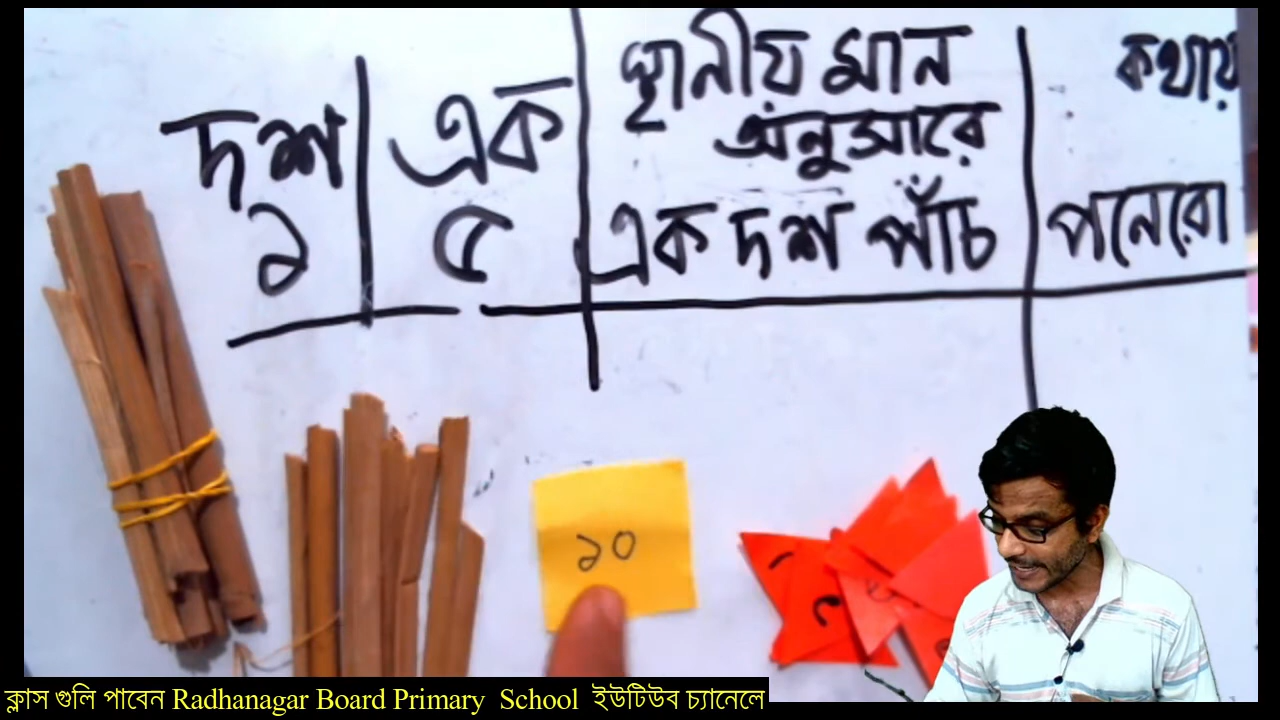 দশ এক স্থানীয় মান অনুসারে কথায়
১ ৫ এক দশ পাঁচ পনেরো
১০
ক্লাস গুলি পাবেন Radhanagar Board Primary School ইউটিউব চ্যানেলে